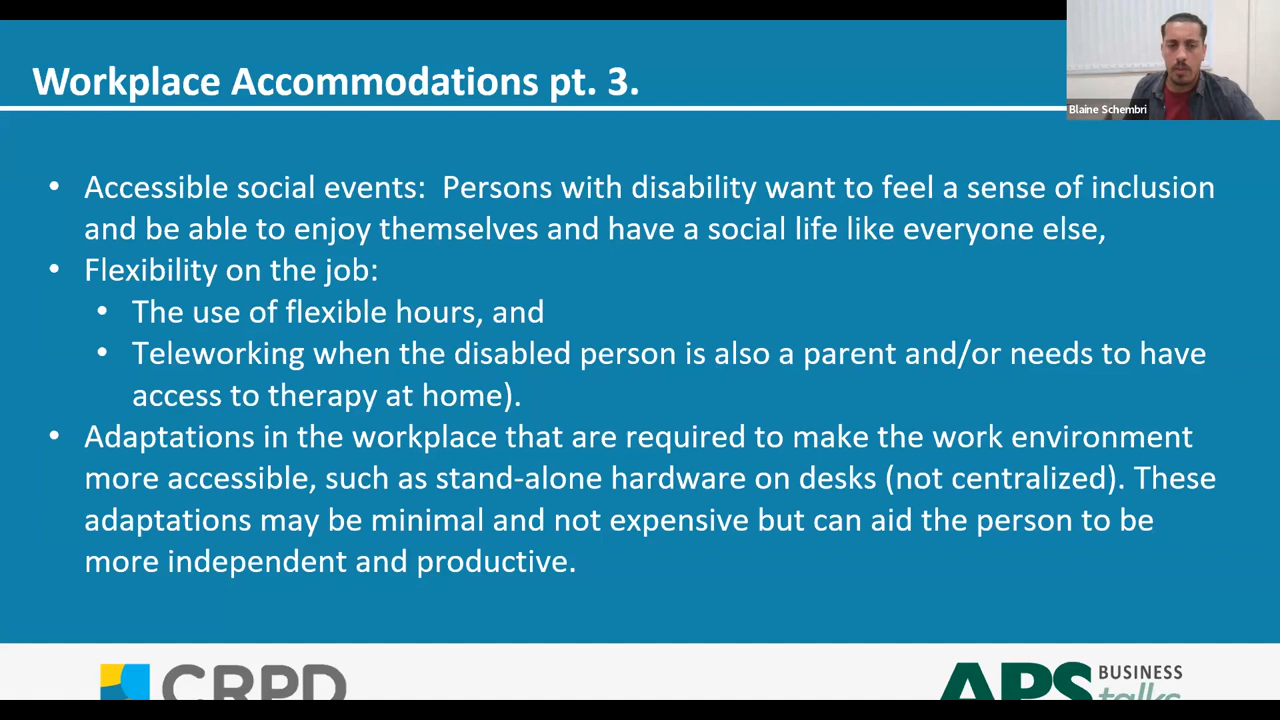 Workplace Accommodations pt. 3.
Blaine Schembri
• Accessible social events:  Persons with disability want to feel a sense of inclusion
and be able to enjoy themselves and have a social life like everyone else,
• Flexibility on the job:
• The use of flexible hours, and
• Teleworking when the disabled person is also a parent and/or needs to have
access to therapy at home).
• Adaptations in the workplace that are required to make the work environment
more accessible, such as stand-alone hardware on desks (not centralized). These
adaptations may be minimal and not expensive but can aid the person to be
more independent and productive.
CRPD
APS BUSINESS
talks